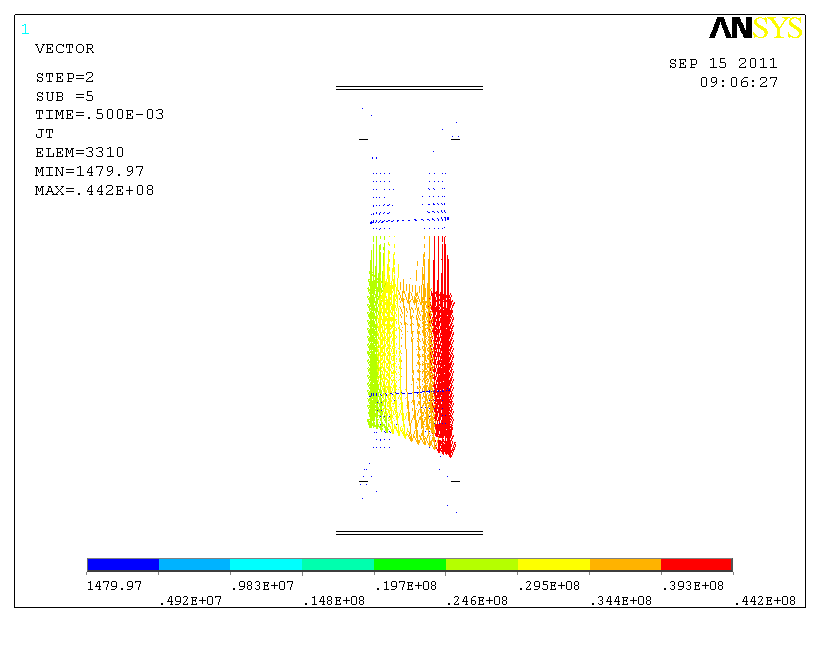 1
ANSYS
VECTOR
SEP 15 2011
09:06:27
STEP=2
SUB =5
TIME=.500E-03
JT
ELEM=3310
MIN=1479.97
MAX=.442E+08
1479.97
.492E+07
.983E+07
.148E+08
.197E+08
.246E+08
.295E+08
.344E+08
.393E+08
.442E+08